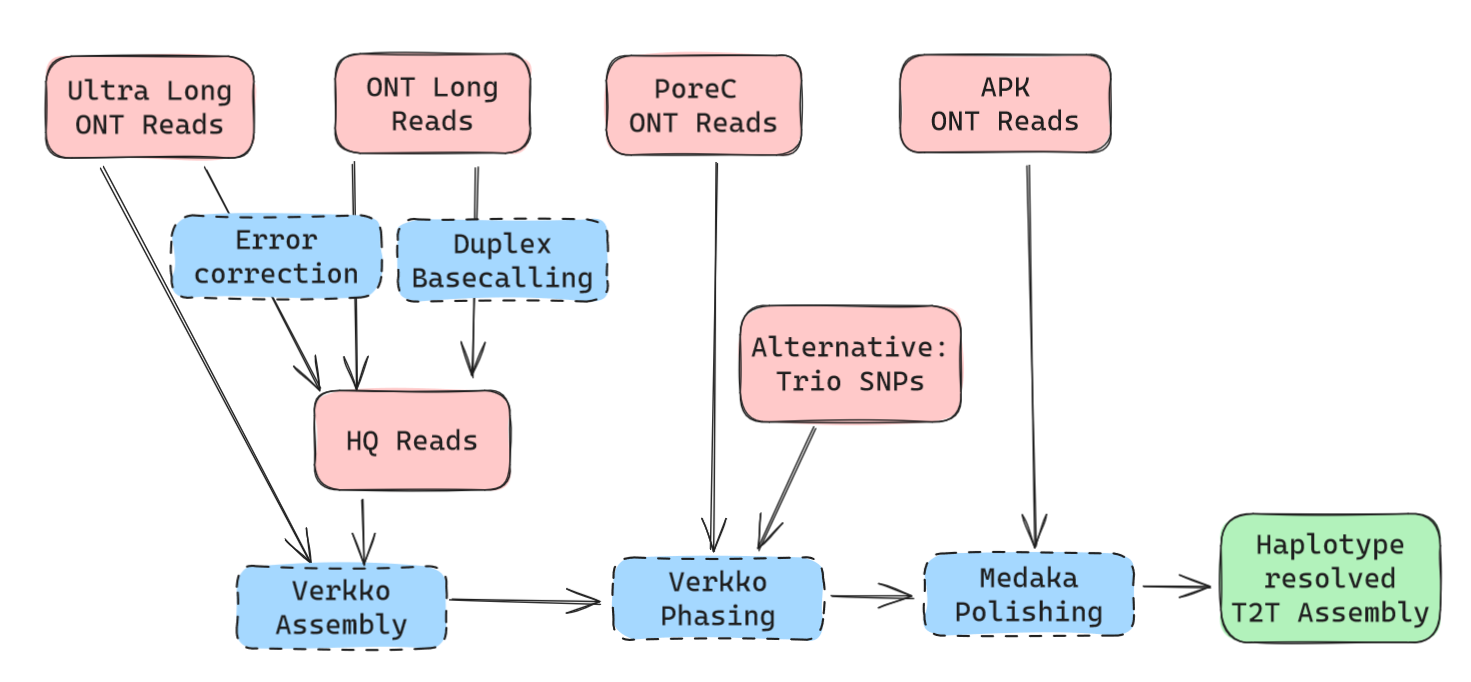 Ultra Long
ONT Reads
ONT Long
Reads
PoreC
ONT Reads
APK
ONT Reads
Error
correction
Duplex
Basecalling
Alternative:
Trio SNPs
HQ Reads
Verkko
Assembly
Verkko
Phasing
Medaka
Polishing
Haplotype
resolved
T2T Assembly